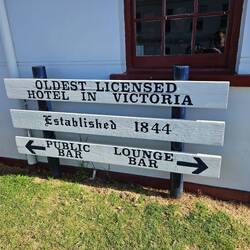 OLDEST LICENSED
HOTEL IN VICTORIA
Established 1844
PUBLIC LOUNGE
BAR BAR